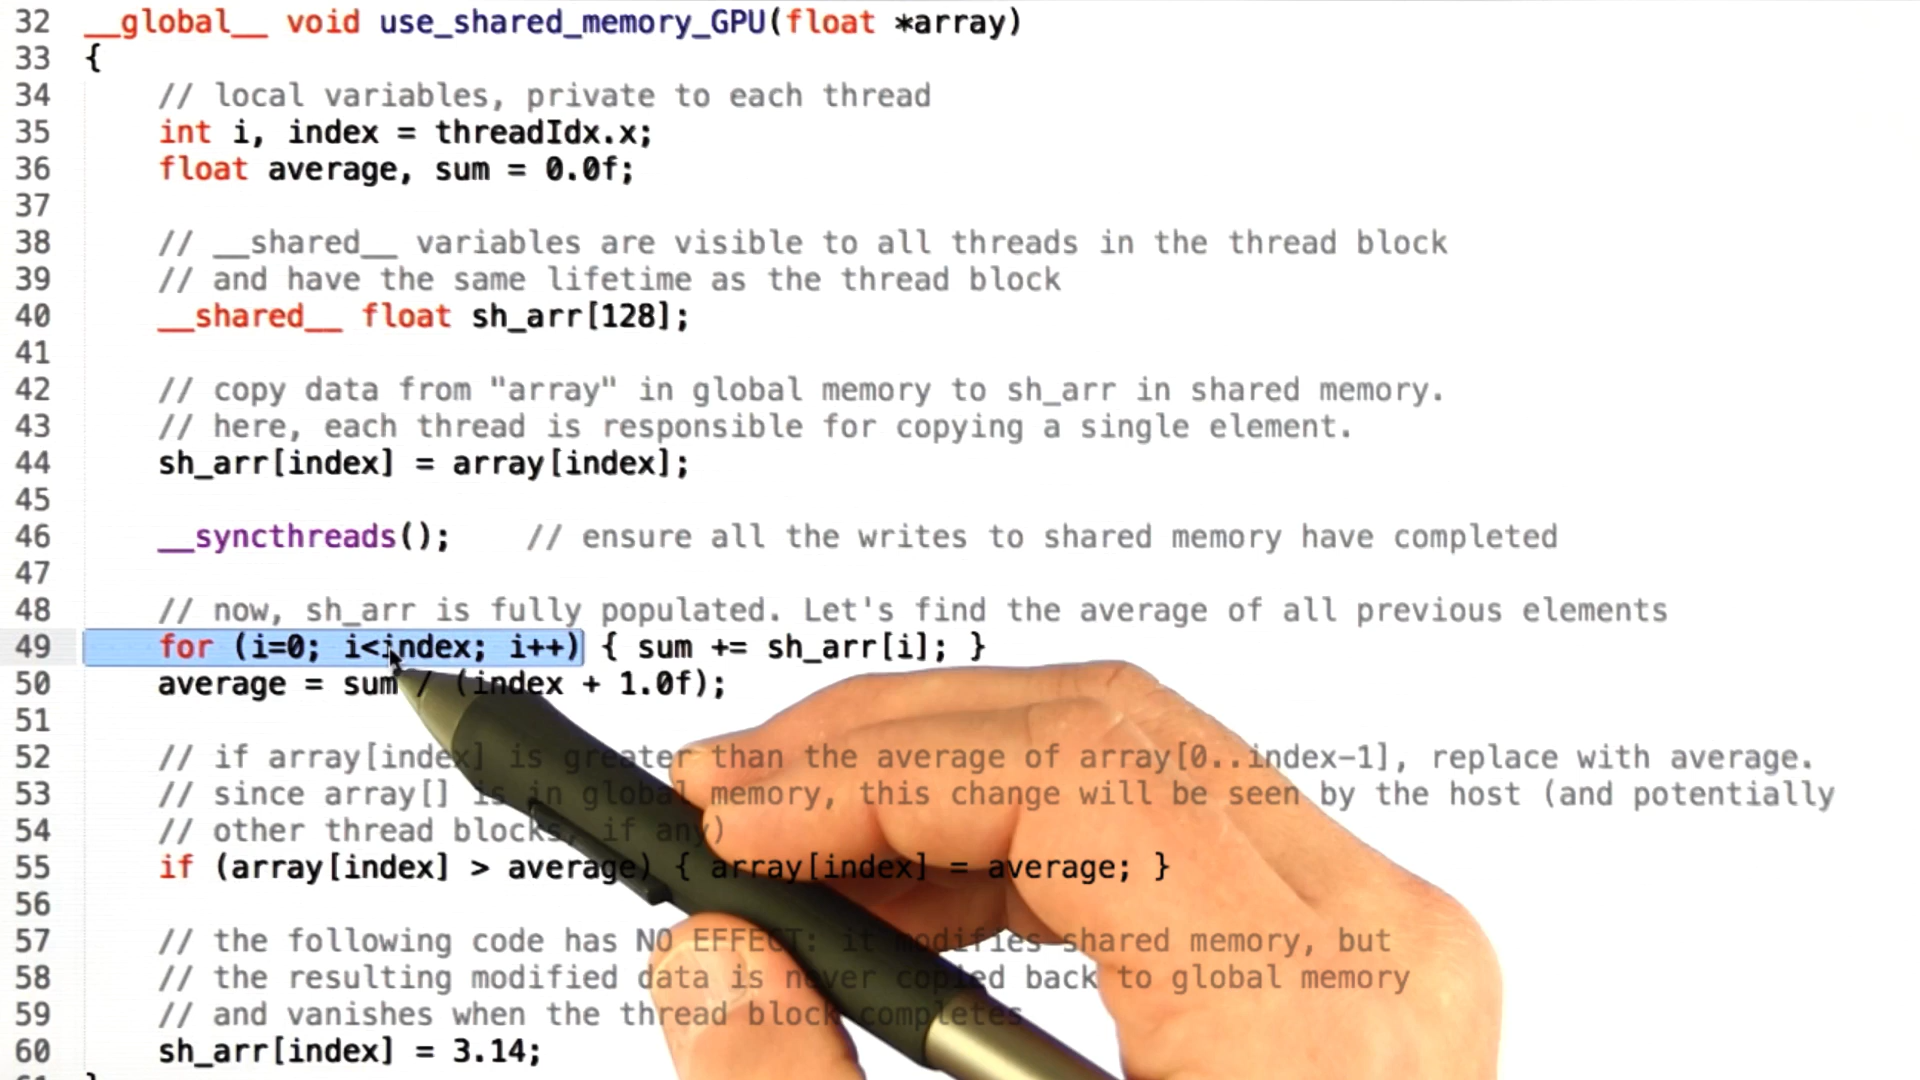 32 __global__ void use_shared_memory_GPU(float *array)
33 {
34 // local variables, private to each thread
35 int i, index = threadIdx.x;
36 float average, sum = 0.0f;
37
38 // __shared__ variables are visible to all threads in the thread block
39 // and have the same lifetime as the thread block
40 __shared__ float sh_arr[128];
41
42 // copy data from "array" in global memory to sh_arr in shared memory.
43 // here, each thread is responsible for copying a single element.
44 sh_arr[index] = array[index];
45
46 __syncthreads(); // ensure all the writes to shared memory have completed
47
48 // now, sh_arr is fully populated. Let's find the average of all previous elements
49 for (i=0; i<index; i++) { sum += sh_arr[i]; }
50 average = sum / (index + 1.0f);
51
52 // if array[index] is greater than the average of array[0..index-1], replace with average.
53 // since array[] is in global memory, this change will be seen by the host (and potentially
54 // other thread blocks, if any)
55 if (array[index] > average) { array[index] = average; }
56
57 // the following code has NO EFFECT: it modifies shared memory, but
58 // the resulting modified data is never copied back to global memory
59 // and vanishes when the thread block completes
60 sh_arr[index] = 3.14;